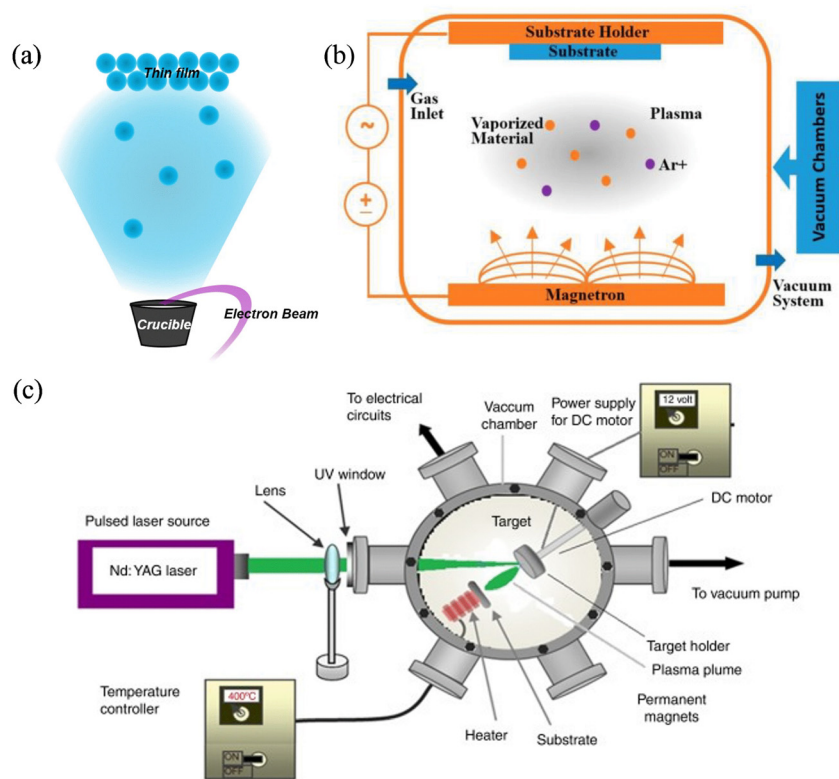 (a)
Thin film
Crucible
Electron Beam
(b)
Substrate Holder
Substrate
Gas
Inlet
Vaporized
Material
Plasma
Ar+
~
±
Magnetron
Vacuum Chambers
Vacuum
System
(c)
To electrical
circuits
Vaccum
chamber
Power supply
for DC motor
12 volt
ON
OFF
UV window
Lens
Target
DC motor
Pulsed laser source
Nd: YAG laser
To vacuum pump
Target holder
Plasma plume
Permanent
magnets
Temperature
controller
400°C
ON
OFF
Heater
Substrate